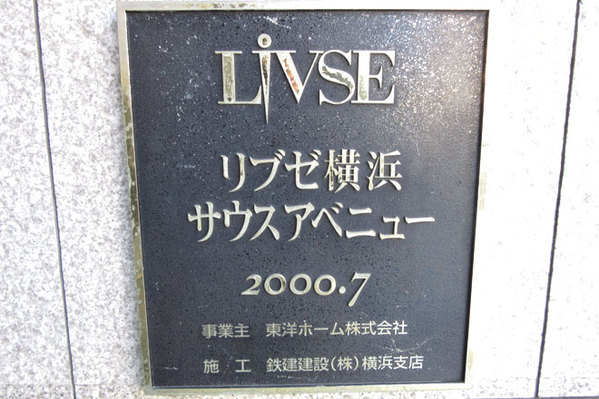 LiVSE
リブゼ横浜
サウスアベニュー
2000.7
事業主 東洋ホーム株式会社
施工 鉄建建設(株)横浜支店